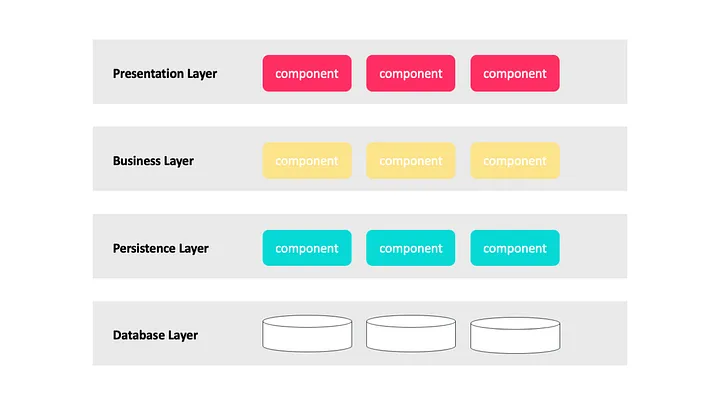 Presentation Layer component component component
Business Layer component component component
Persistence Layer component component component
Database Layer